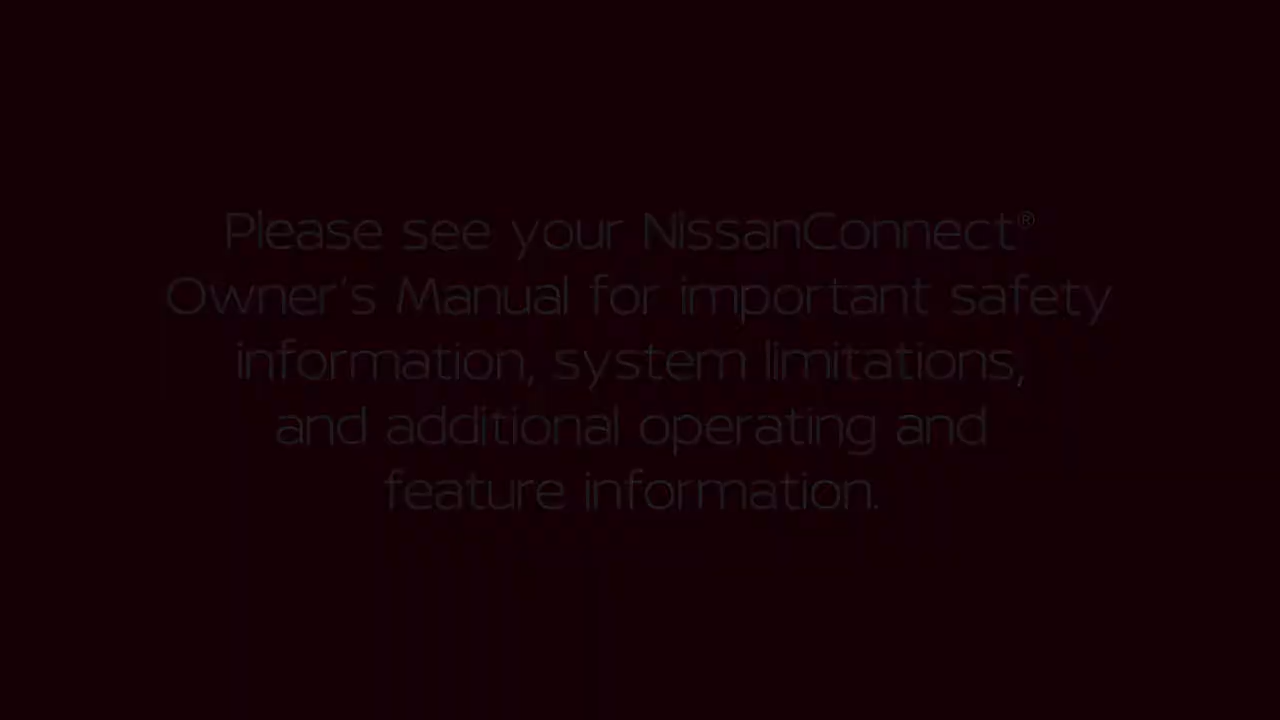 Please see your NissanConnect®
Owner's Manual for important safety
information, system limitations,
and additional operating and
feature information.